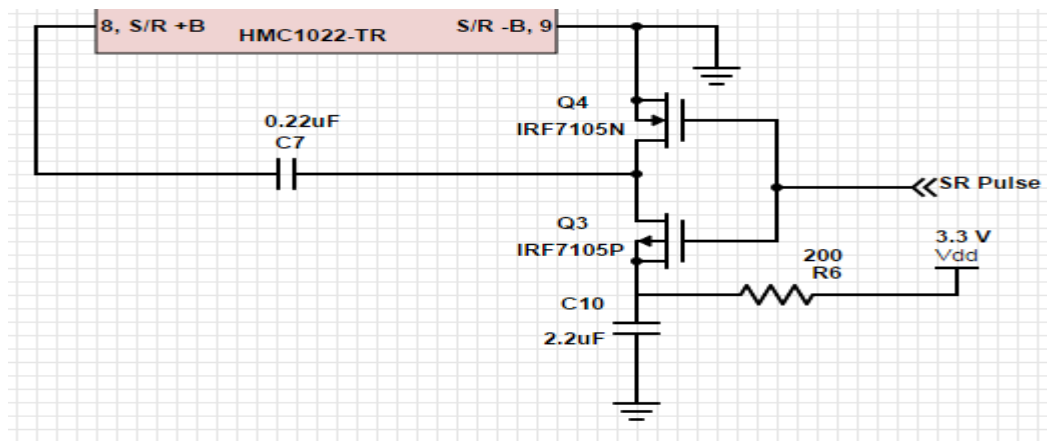 8, S/R +B
HMC1022-TR
S/R -B, 9
Q4
IRF7105N
0.22uF
C7
SR Pulse
Q3
IRF7105P
3.3 V
Vdd
200
R6
C10
2.2uF